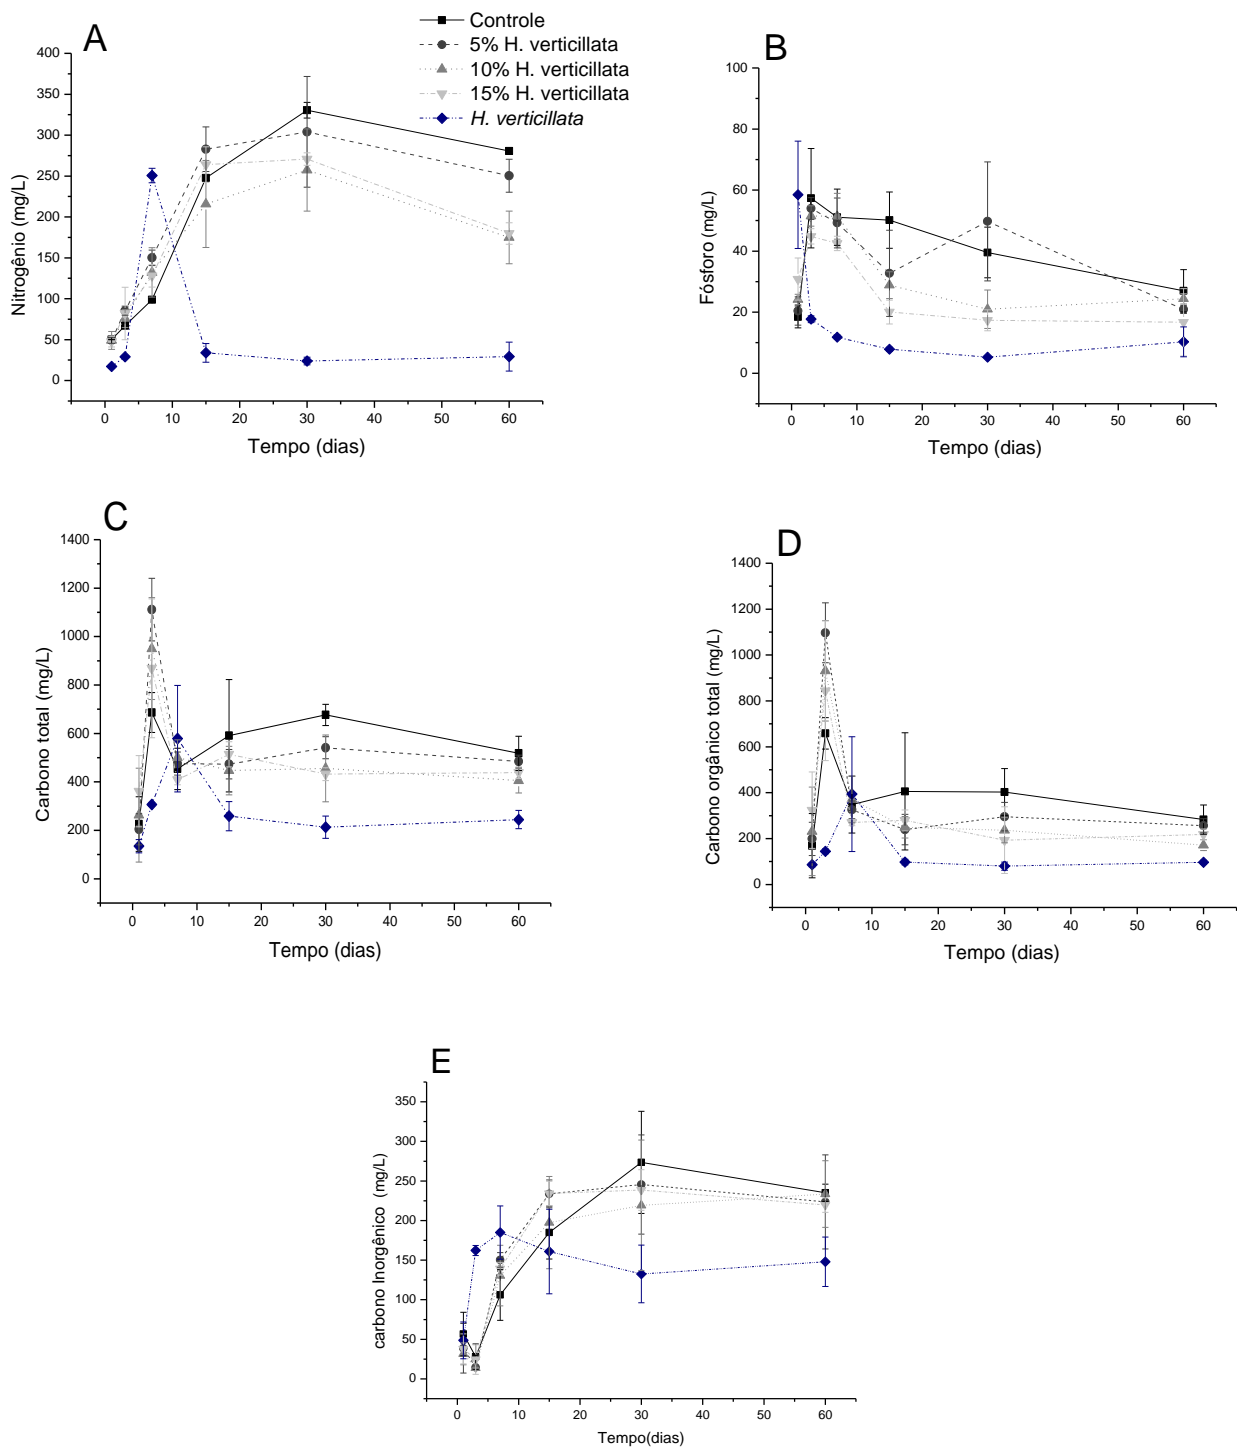 A
Controle
5% H. verticillata
10% H. verticillata
15% H. verticillata
H. verticillata
400
350
300
250
200
150
100
50
0
Nitrogênio (mg/L)
0 10 20 30 40 50 60
Tempo (dias)
B
100
80
60
40
20
0
Fósforo (mg/L)
0 10 20 30 40 50 60
Tempo (dias)
C
1400
1200
1000
800
600
400
200
0
Carbono total (mg/L)
0 10 20 30 40 50 60
Tempo (dias)
D
1400
1200
1000
800
600
400
200
0
Carbono orgânico total (mg/L)
0 10 20 30 40 50 60
Tempo (dias)
E
350
300
250
200
150
100
50
0
carbono Inorgênico (mg/L)
0 10 20 30 40 50 60
Tempo(dias)